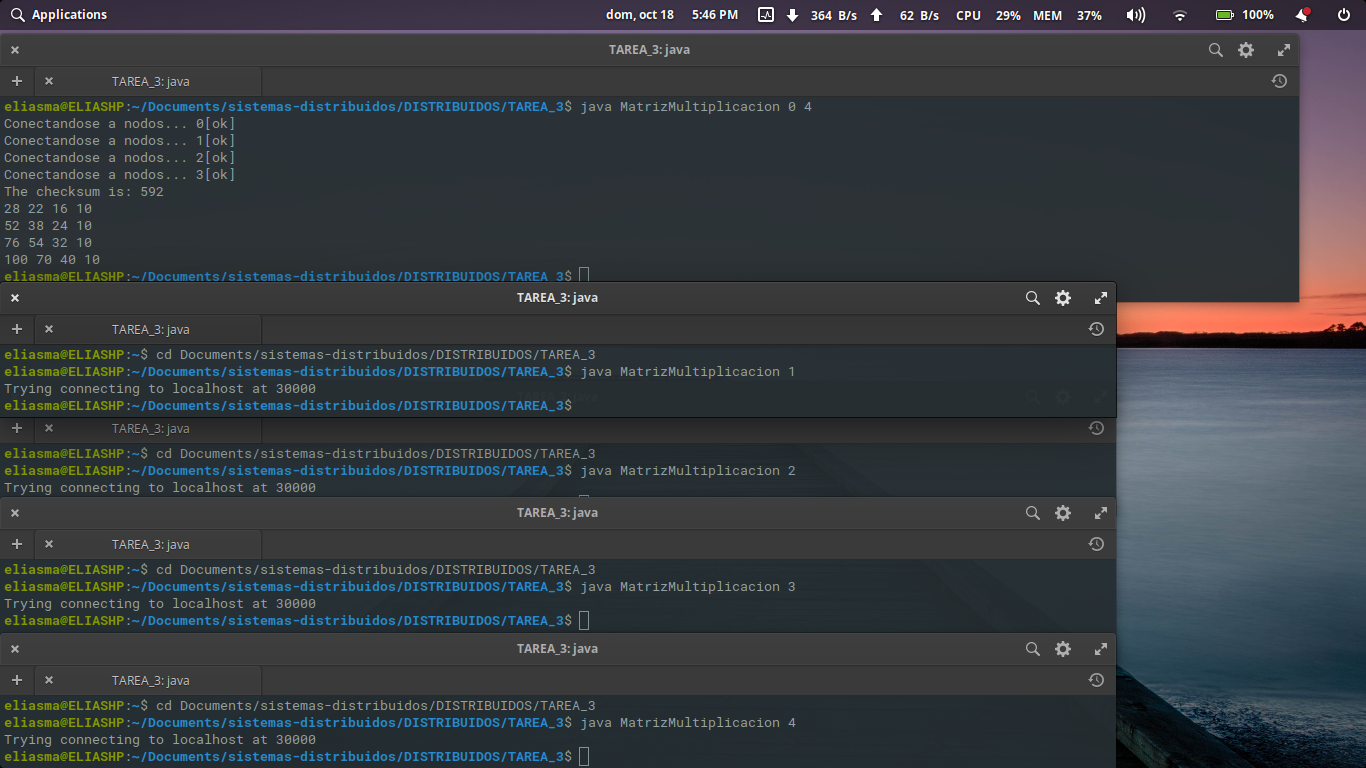 Applications
dom, oct 18 5:46 PM 364 B/s 62 B/s CPU 29% MEM 37% 100%
TAREA_3: java
TAREA_3: java
eliasma@ELIASHP:~/Documents/sistemas-distribuidos/DISTRIBUIDOS/TAREA_3$ java MatrizMultiplicacion 0 4
Conectandose a nodos... 0[ok]
Conectandose a nodos... 1[ok]
Conectandose a nodos... 2[ok]
Conectandose a nodos... 3[ok]
The checksum is: 592
28 22 16 10
52 38 24 10
76 54 32 10
100 70 40 10
eliasma@ELIASHP:~/Documents/sistemas-distribuidos/DISTRIBUIDOS/TAREA_3$
TAREA_3: java
TAREA_3: java
eliasma@ELIASHP:~$ cd Documents/sistemas-distribuidos/DISTRIBUIDOS/TAREA_3
eliasma@ELIASHP:~/Documents/sistemas-distribuidos/DISTRIBUIDOS/TAREA_3$ java MatrizMultiplicacion 1
Trying connecting to localhost at 30000
eliasma@ELIASHP:~/Documents/sistemas-distribuidos/DISTRIBUIDOS/TAREA_3$
TAREA_3: java
eliasma@ELIASHP:~$ cd Documents/sistemas-distribuidos/DISTRIBUIDOS/TAREA_3
eliasma@ELIASHP:~/Documents/sistemas-distribuidos/DISTRIBUIDOS/TAREA_3$ java MatrizMultiplicacion 2
Trying connecting to localhost at 30000
TAREA_3: java
TAREA_3: java
eliasma@ELIASHP:~$ cd Documents/sistemas-distribuidos/DISTRIBUIDOS/TAREA_3
eliasma@ELIASHP:~/Documents/sistemas-distribuidos/DISTRIBUIDOS/TAREA_3$ java MatrizMultiplicacion 3
Trying connecting to localhost at 30000
eliasma@ELIASHP:~/Documents/sistemas-distribuidos/DISTRIBUIDOS/TAREA_3$
TAREA_3: java
TAREA_3: java
eliasma@ELIASHP:~$ cd Documents/sistemas-distribuidos/DISTRIBUIDOS/TAREA_3
eliasma@ELIASHP:~/Documents/sistemas-distribuidos/DISTRIBUIDOS/TAREA_3$ java MatrizMultiplicacion 4
Trying connecting to localhost at 30000
eliasma@ELIASHP:~/Documents/sistemas-distribuidos/DISTRIBUIDOS/TAREA_3$